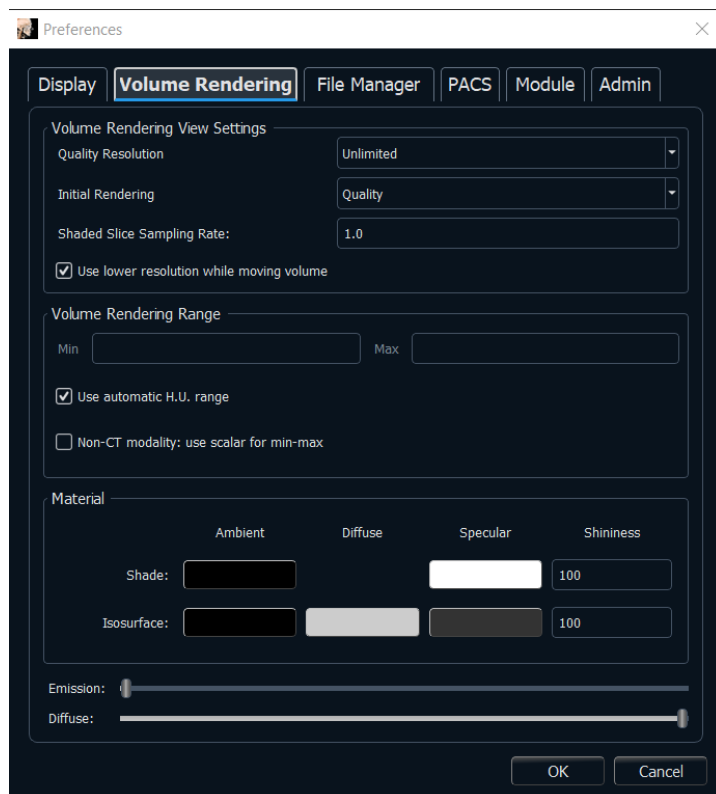 Preferences
Display Volume Rendering File Manager PACS Module Admin
Volume Rendering View Settings
Quality Resolution Unlimited
Initial Rendering Quality
Shaded Slice Sampling Rate: 1.0
Use lower resolution while moving volume
Volume Rendering Range
Min Max
Use automatic H.U. range
Non-CT modality: use scalar for min-max
Material
Ambient Diffuse Specular Shininess
Shade: 100
Isosurface: 100
Emission:
Diffuse:
OK Cancel